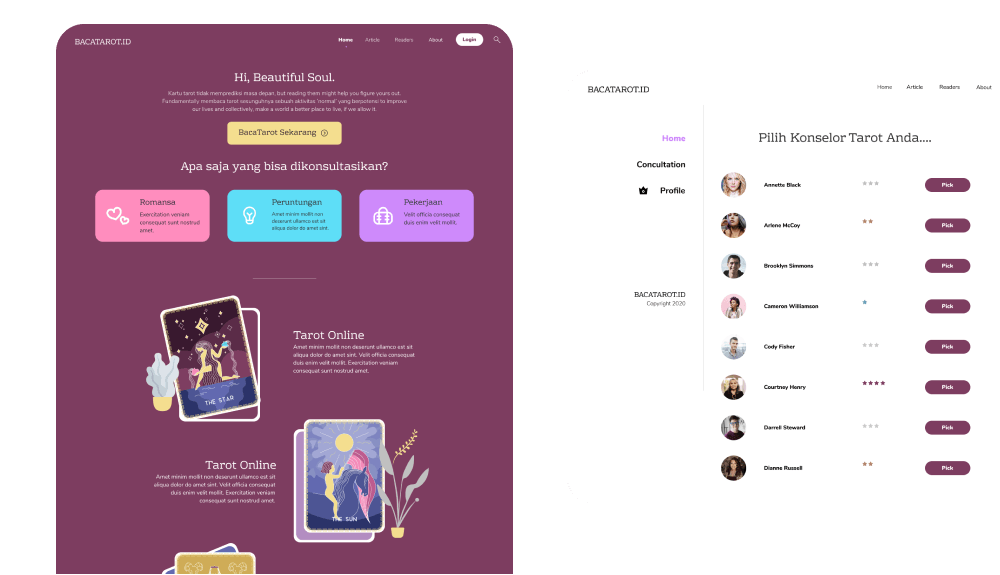 BACATAROT.ID
Home Article Readers About Login
Hi, Beautiful Soul.
Kartu tarot tidak memprediksi masa depan, but reading them might help you figure yours out.
Fundamentally membaca tarot sesungguhnya sebuah aktivitas 'normal' yang berpotensi to improve
our lives and collectively, make a world a better place to live, if we allow it.
BacaTarot Sekarang
Apa saja yang bisa dikonsultasikan?
Romansa
Exercitation veniam
consequat sunt nostrud
amet.
Peruntungan
Amet minim mollit non
deserunt ullamco est sit
aliqua dolor do amet sint.
Pekerjaan
Velit officia consequat
duis enim velit mollit.
THE STAR
Tarot Online
Amet minim mollit non deserunt ullamco est sit
aliqua dolor do amet sint. Velit officia consequat
duis enim velit mollit. Exercitation veniam
consequat sunt nostrud amet.
Tarot Online
Amet minim mollit non deserunt ullamco est sit
aliqua dolor do amet sint. Velit officia consequat
duis enim velit mollit. Exercitation veniam
consequat sunt nostrud amet.
THE SUN
BACATAROT.ID
Home Article Readers About
Home
Concultation
Profile
BACATAROT.ID
Copyright 2020
Pilih Konselor Tarot Anda....
Annette Black Pick
Arlene McCoy Pick
Brooklyn Simmons Pick
Cameron Williamson Pick
Cody Fisher Pick
Courtney Henry Pick
Darrell Steward Pick
Dianne Russell Pick